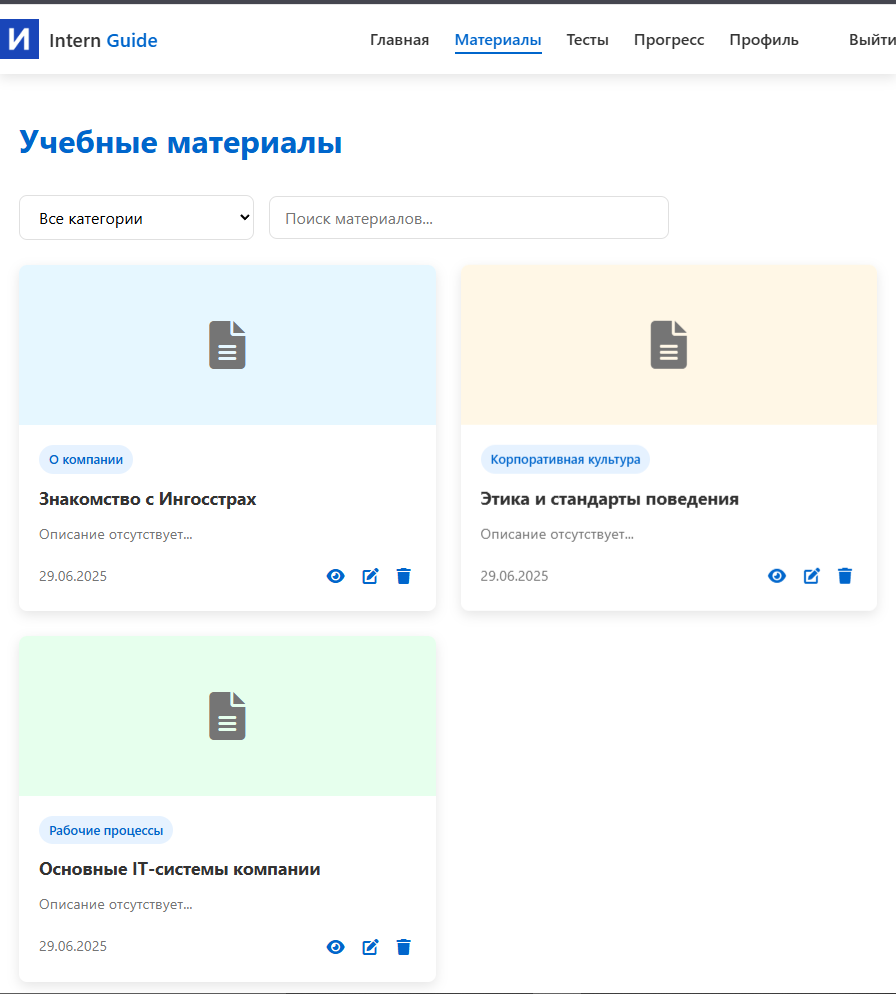 И Intern Guide Главная Материалы Тесты Прогресс Профиль Выйти
Учебные материалы
Все категории Поиск материалов...
О компании
Знакомство с Ингосстрах
Описание отсутствует...
29.06.2025
Корпоративная культура
Этика и стандарты поведения
Описание отсутствует...
29.06.2025
Рабочие процессы
Основные IT-системы компании
Описание отсутствует...
29.06.2025